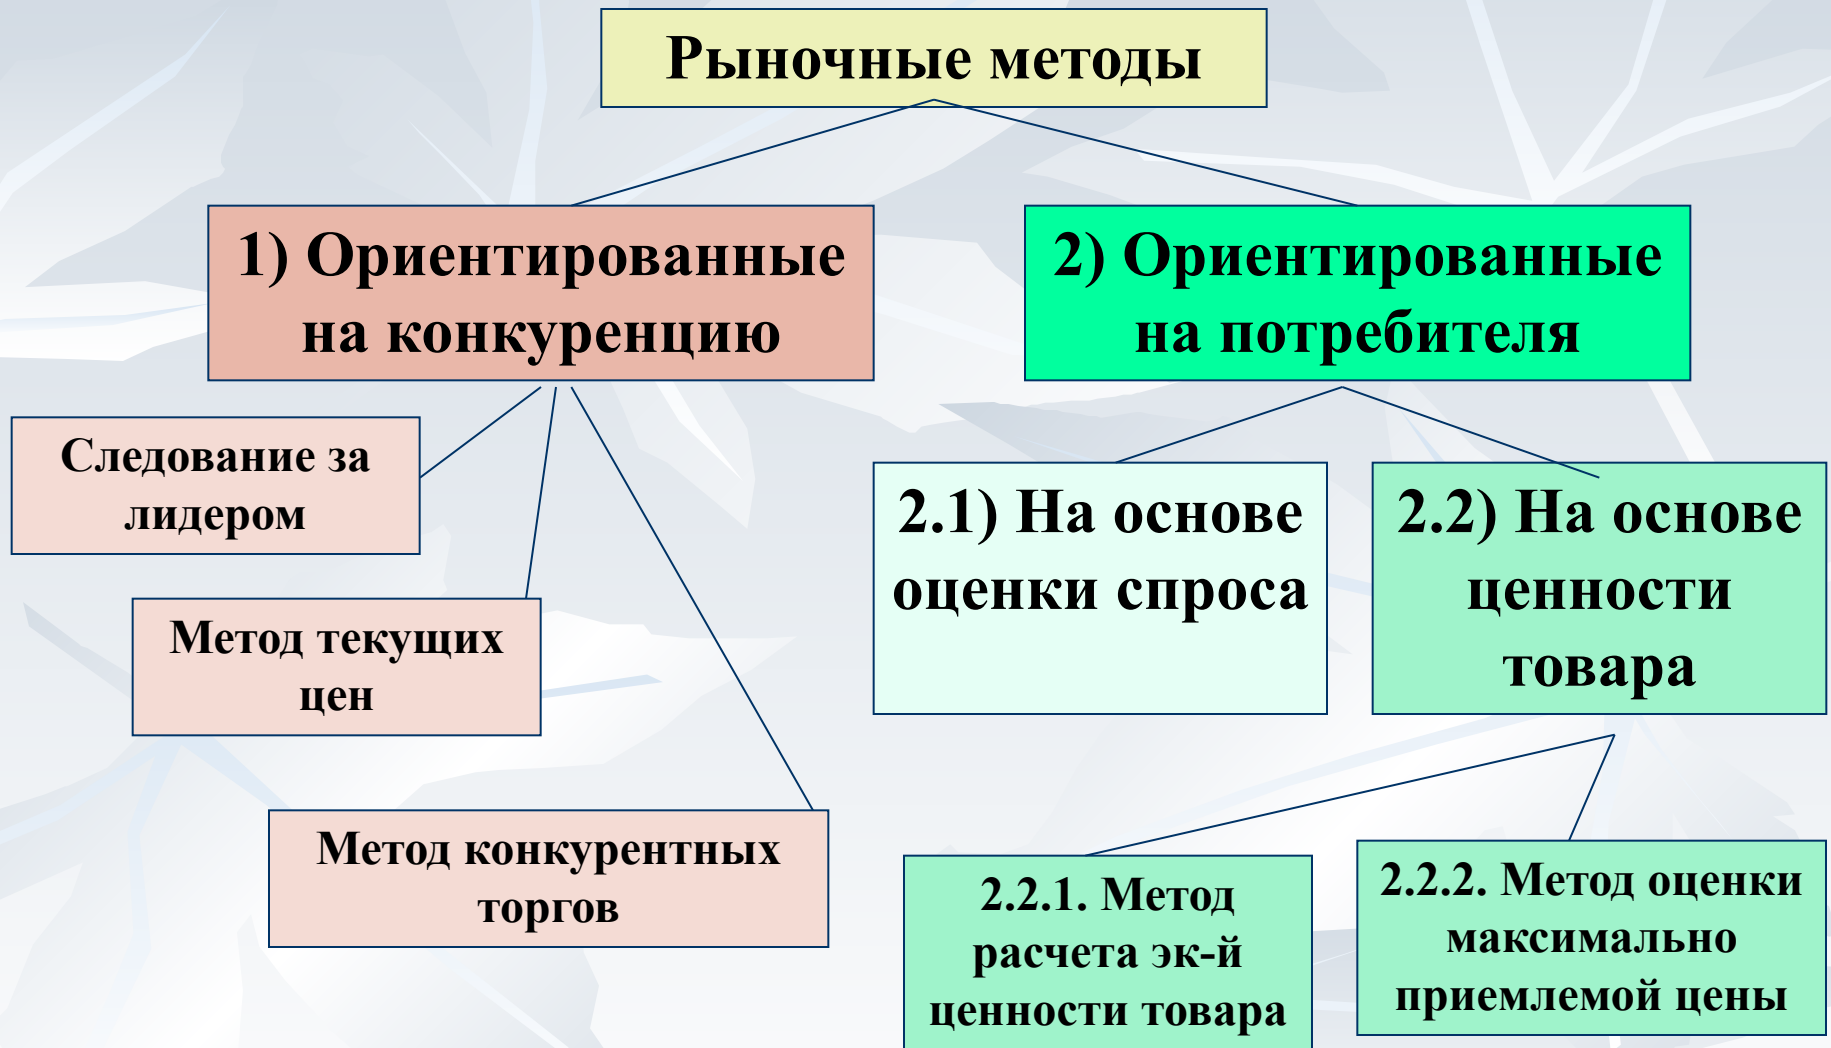 Рыночные методы
1) Ориентированные
на конкуренцию
2) Ориентированные
на потребителя
Следование за
лидером
Метод текущих
цен
Метод конкурентных
торгов
2.1) На основе
оценки спроса
2.2) На основе
ценности
товара
2.2.1. Метод
расчета эк-й
ценности товара
2.2.2. Метод оценки
максимально
приемлемой цены